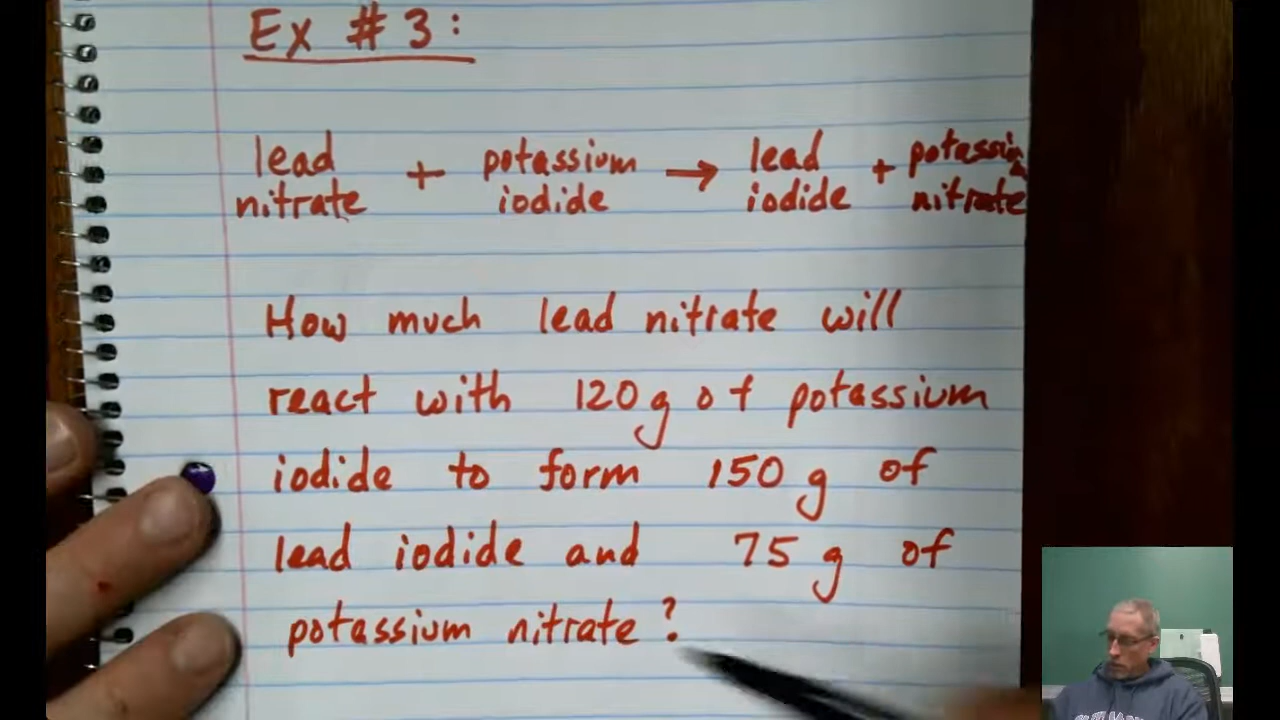 Ex # 3:
lead + potassium → lead + potassium
nitrate iodide iodide nitrate
How much lead nitrate will
react with 120g of potassium
iodide to form 150 g of
lead iodide and 75 g of
potassium nitrate?